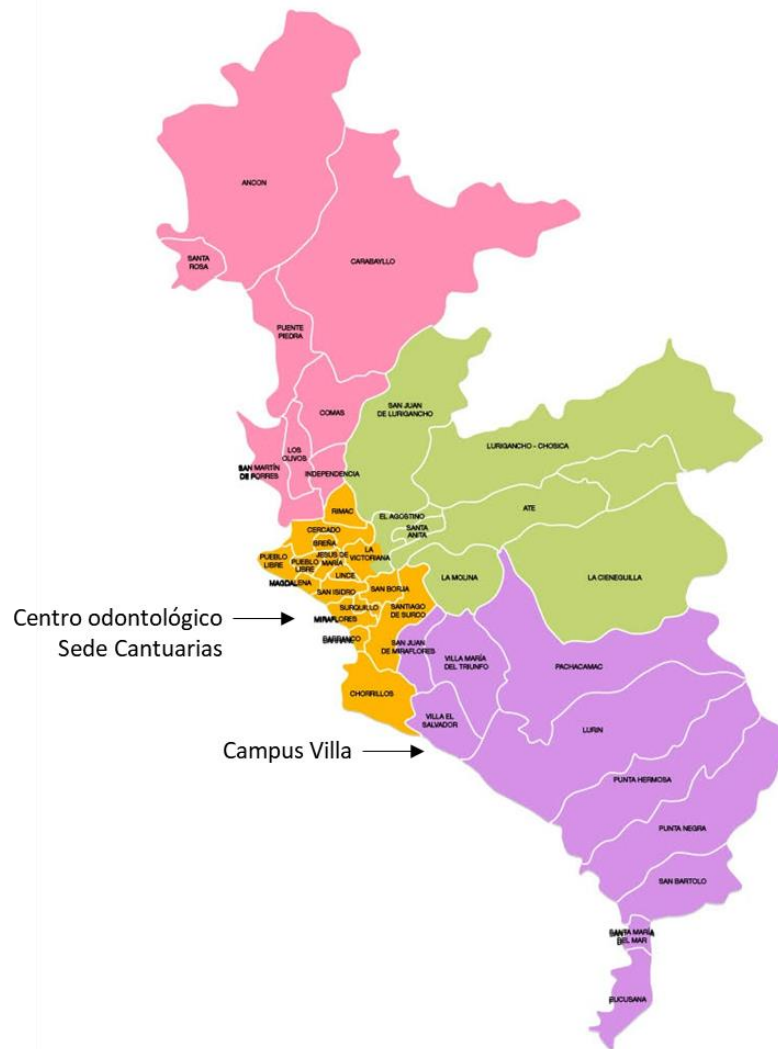 ANCON
SANTA
ROSA
CARABAYLLO
PUENTE
PIEDRA
COMAS
SAN JUAN
DE LURIGANCHO
LURIGANCHO - CHOSICA
LOS
OLIVOS
SAN MARTÍN
DE PORRES
INDEPENDENCIA
RIMAC
EL AGOSTINO
SANTA
ANITA
ATE
CERCADO
BREÑA
LA
VICTORIANA
PUEBLO
LIBRE
PUEBLO
LIBRE
JESUS DE
MARÍA
MAGDALENA
LINCE
SAN ISIDRO
SAN BORJA
LA MOLINA
LA CIENEGUILLA
SURQUILLO
SANTIAGO
DE SURCO
MIRAFLORES
Centro odontológico
Sede Cantuarias
BARRANCO
SAN JUAN
DE MIRAFLORES
VILLA MARÍA
DEL TRIUNFO
PACHACAMAC
CHORRILLOS
VILLA EL
SALVADOR
LURIN
Campus Villa
PUNTA HERMOSA
PUNTA NEGRA
SAN BARTOLO
SANTA MARÍA
DEL MAR
PUCUSANA